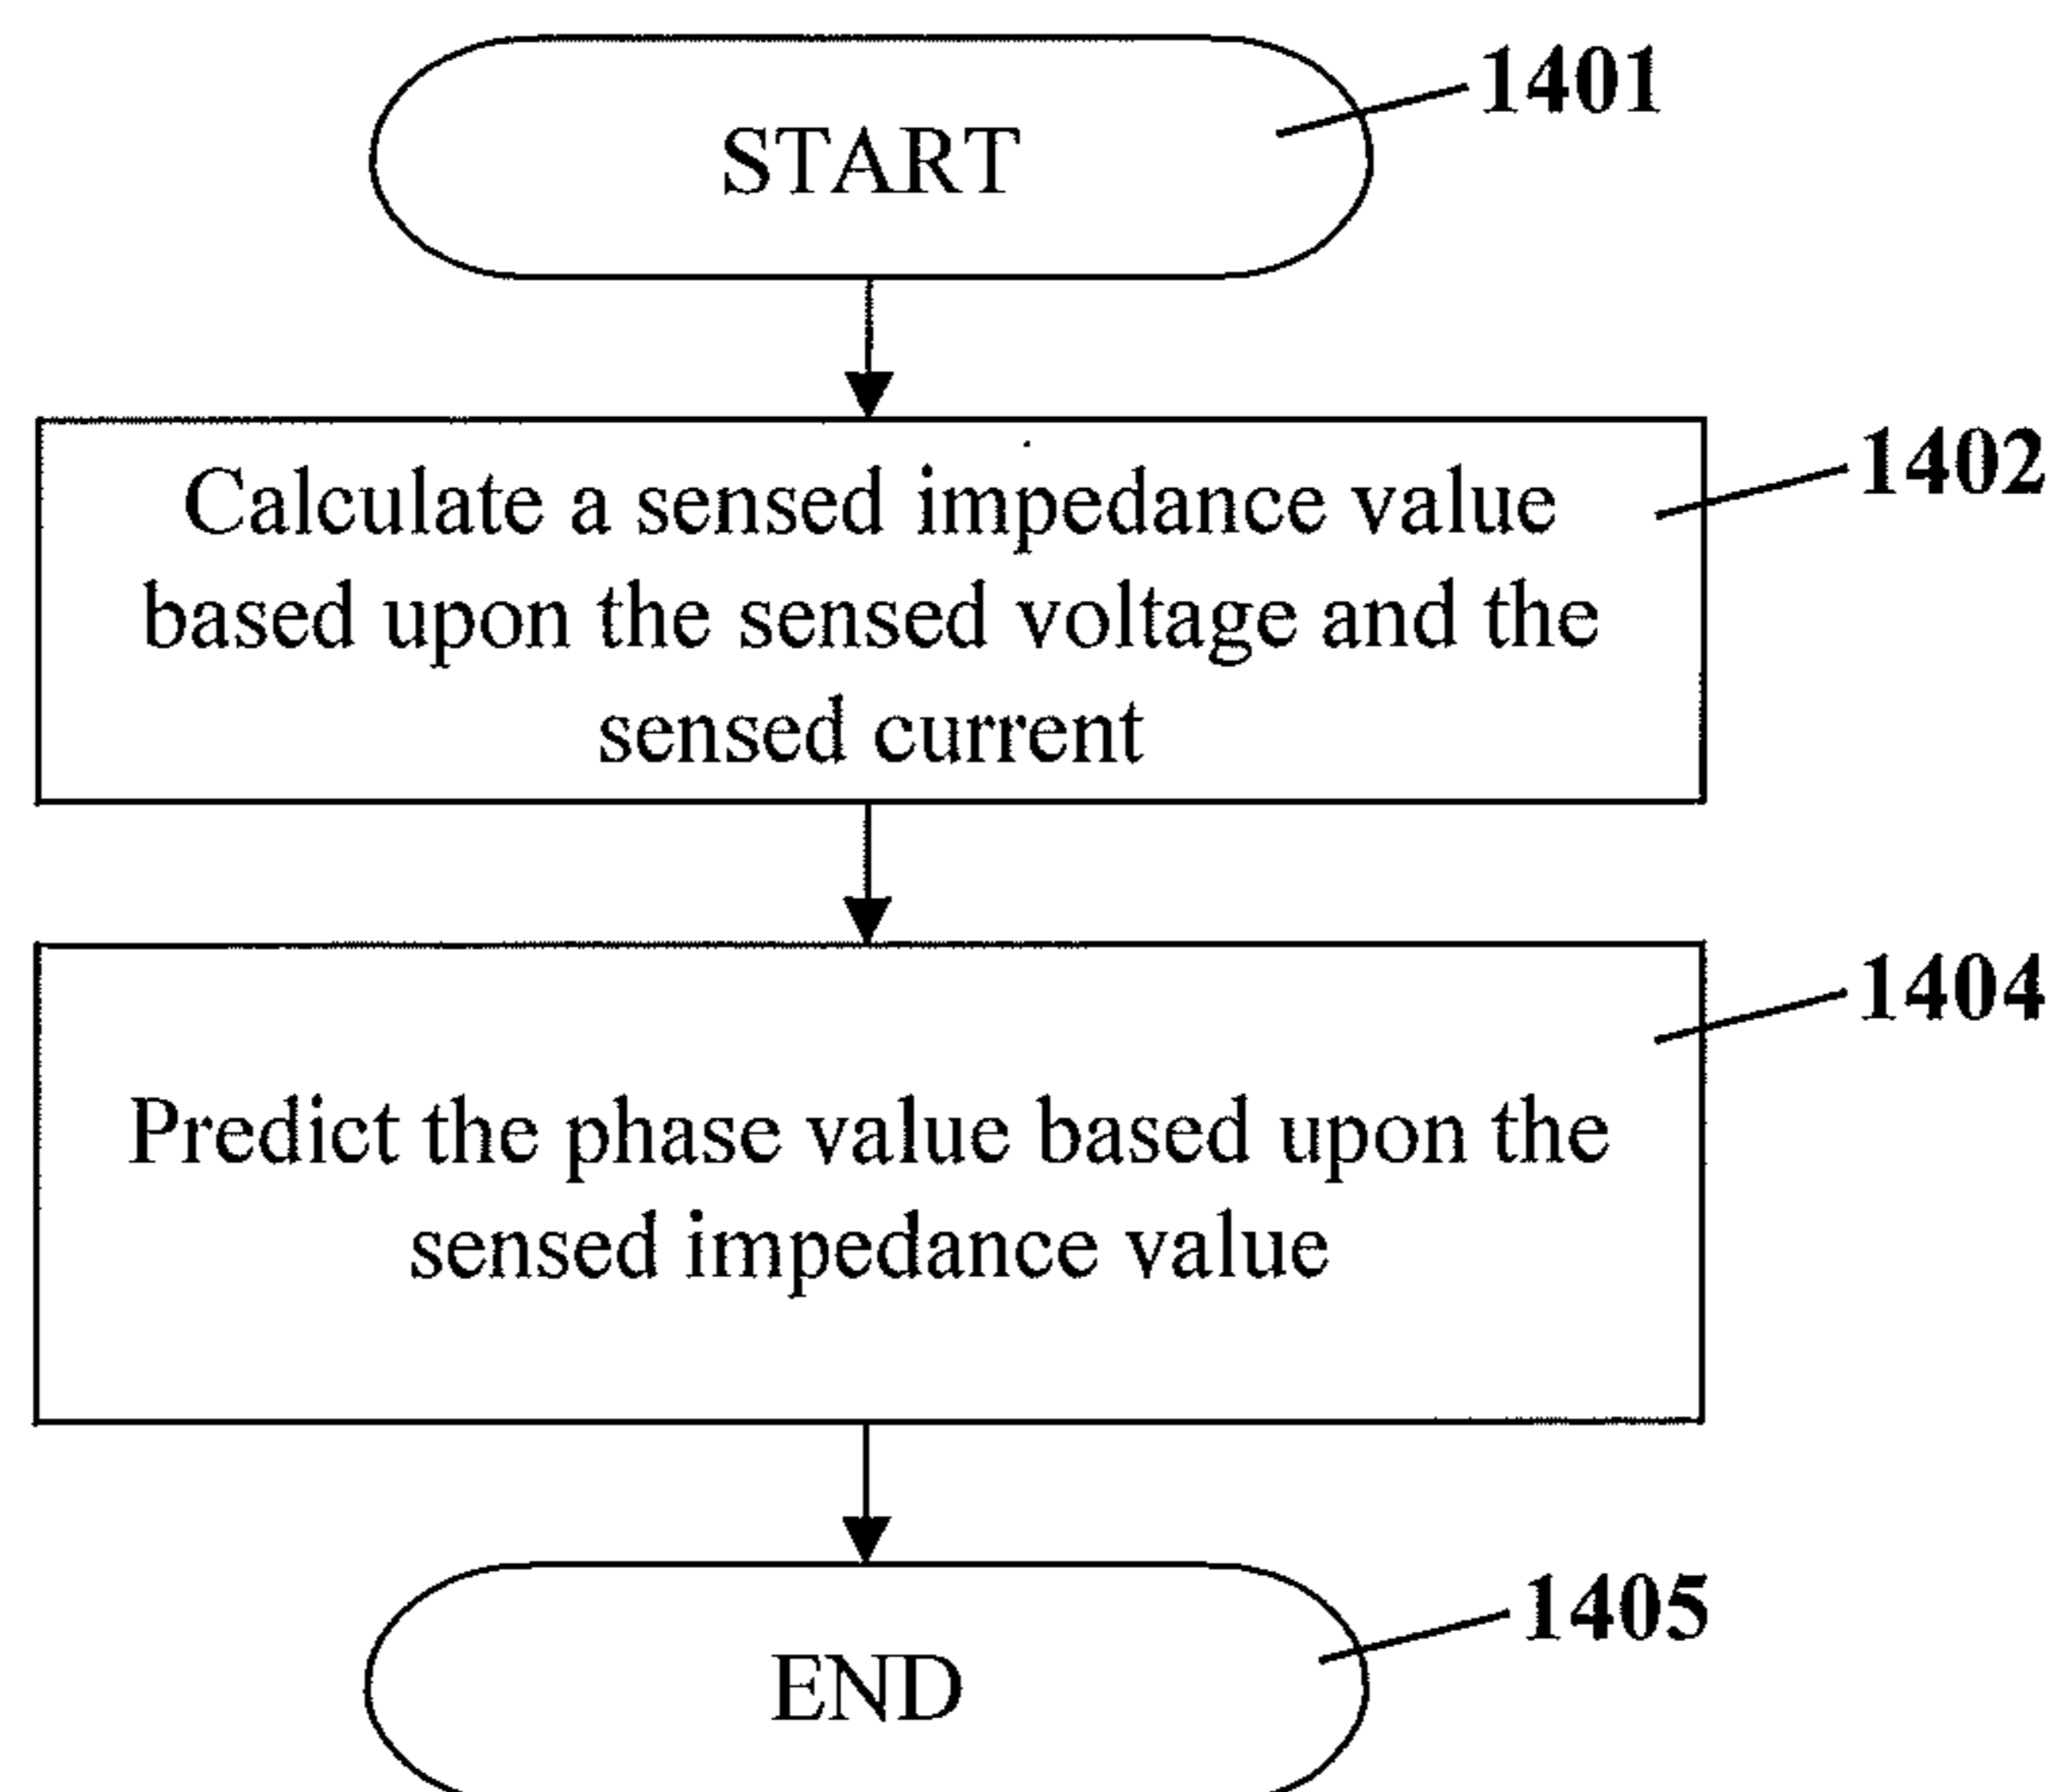 START
1401
Calculate a sensed impedance value
based upon the sensed voltage and the
sensed current
1402
Predict the phase value based upon the
sensed impedance value
1404
END
1405